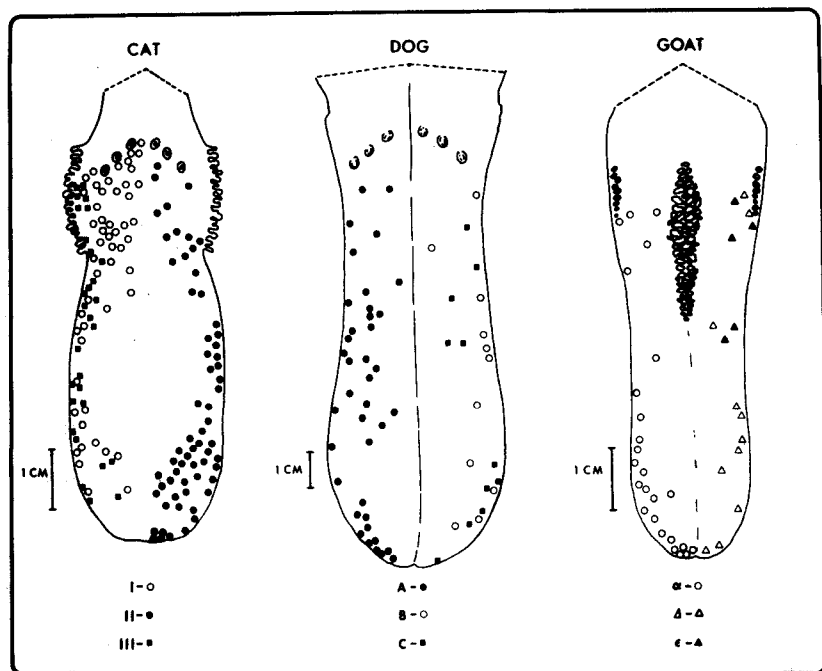 CAT
DOG
GOAT
1 CM
1 CM
1 CM
I-○
II-●
III-■
A-●
B-○
C-■
α-○
Δ-△
ϵ-▲